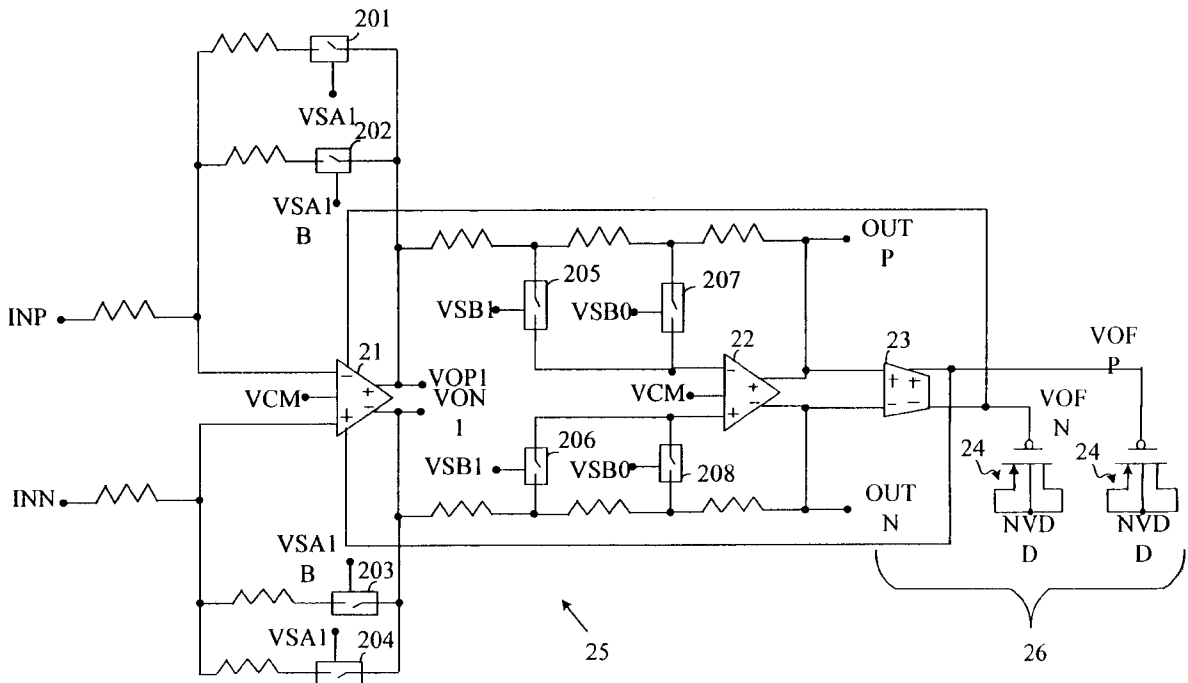 201
VSA1
202
VSA1
B
OUT
P
205
207
VSB1
VSB0
INP
21
22
23
VOF
P
VOP1
VCM
VON
1
VCM
VOF
N
206
24
24
VSB1
VSB0
208
INN
OUT
N
NVD
D
NVD
D
VSA1
B
203
VSA1
204
25
26